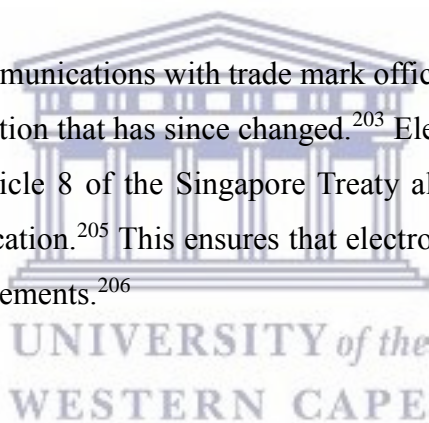 munications with trade mark offic
tion that has since changed.203 Ele
icle 8 of the Singapore Treaty al
cation.205 This ensures that electro
ements.206
UNIVERSITY of the
WESTERN CAPE